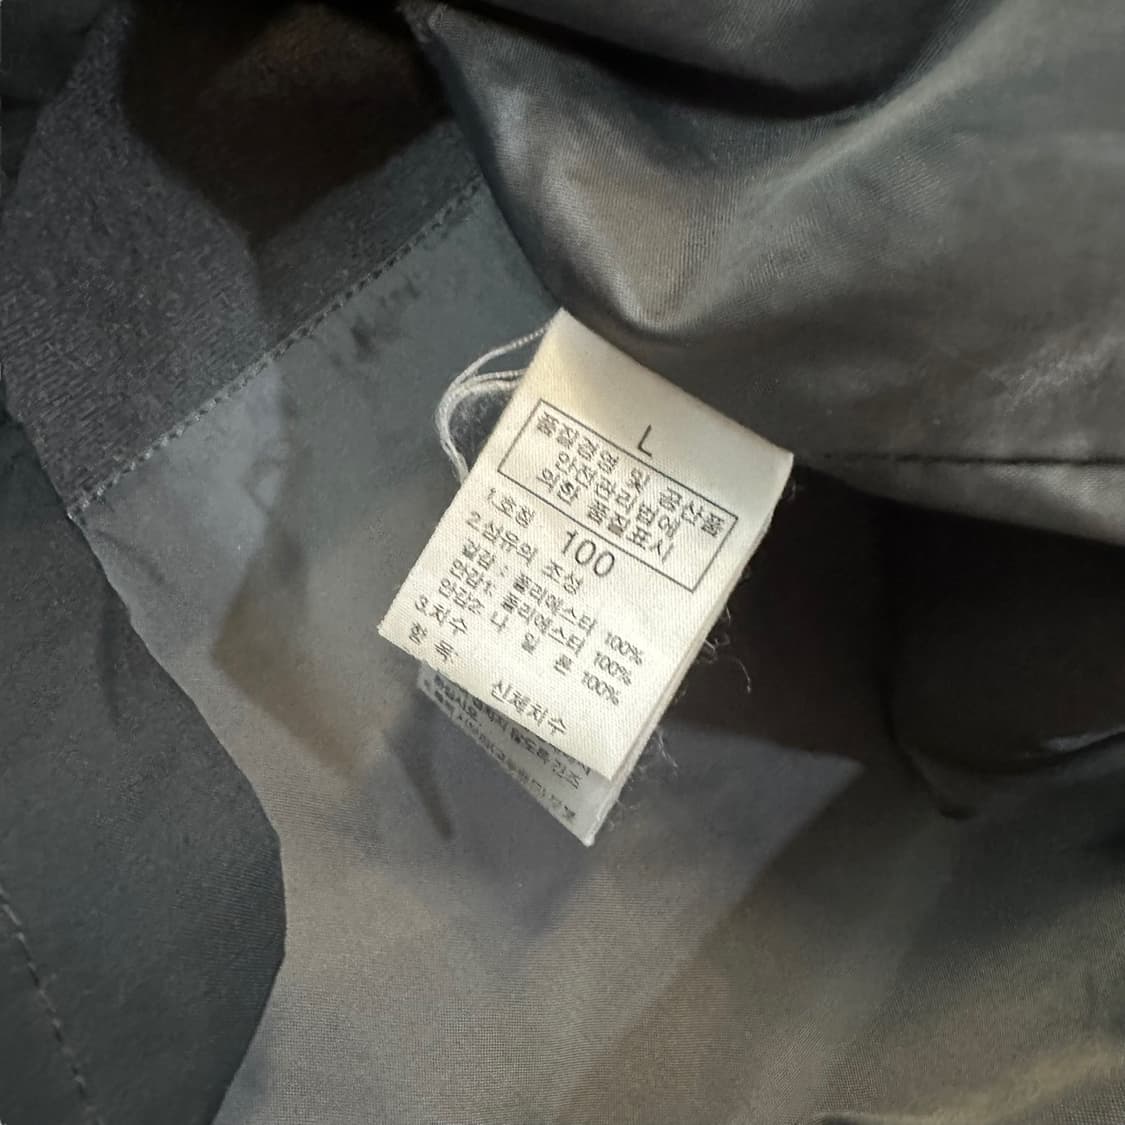 L
품질경영 및 공산품
안전관리법에
의한 품질표시
1.호칭 100
2.섬유의 조성
겉감 : 폴리에스터 100%
안감1: 폴리에스터 100%
안감2: 나 일 론 100%
3.치수
항 목 신체치수